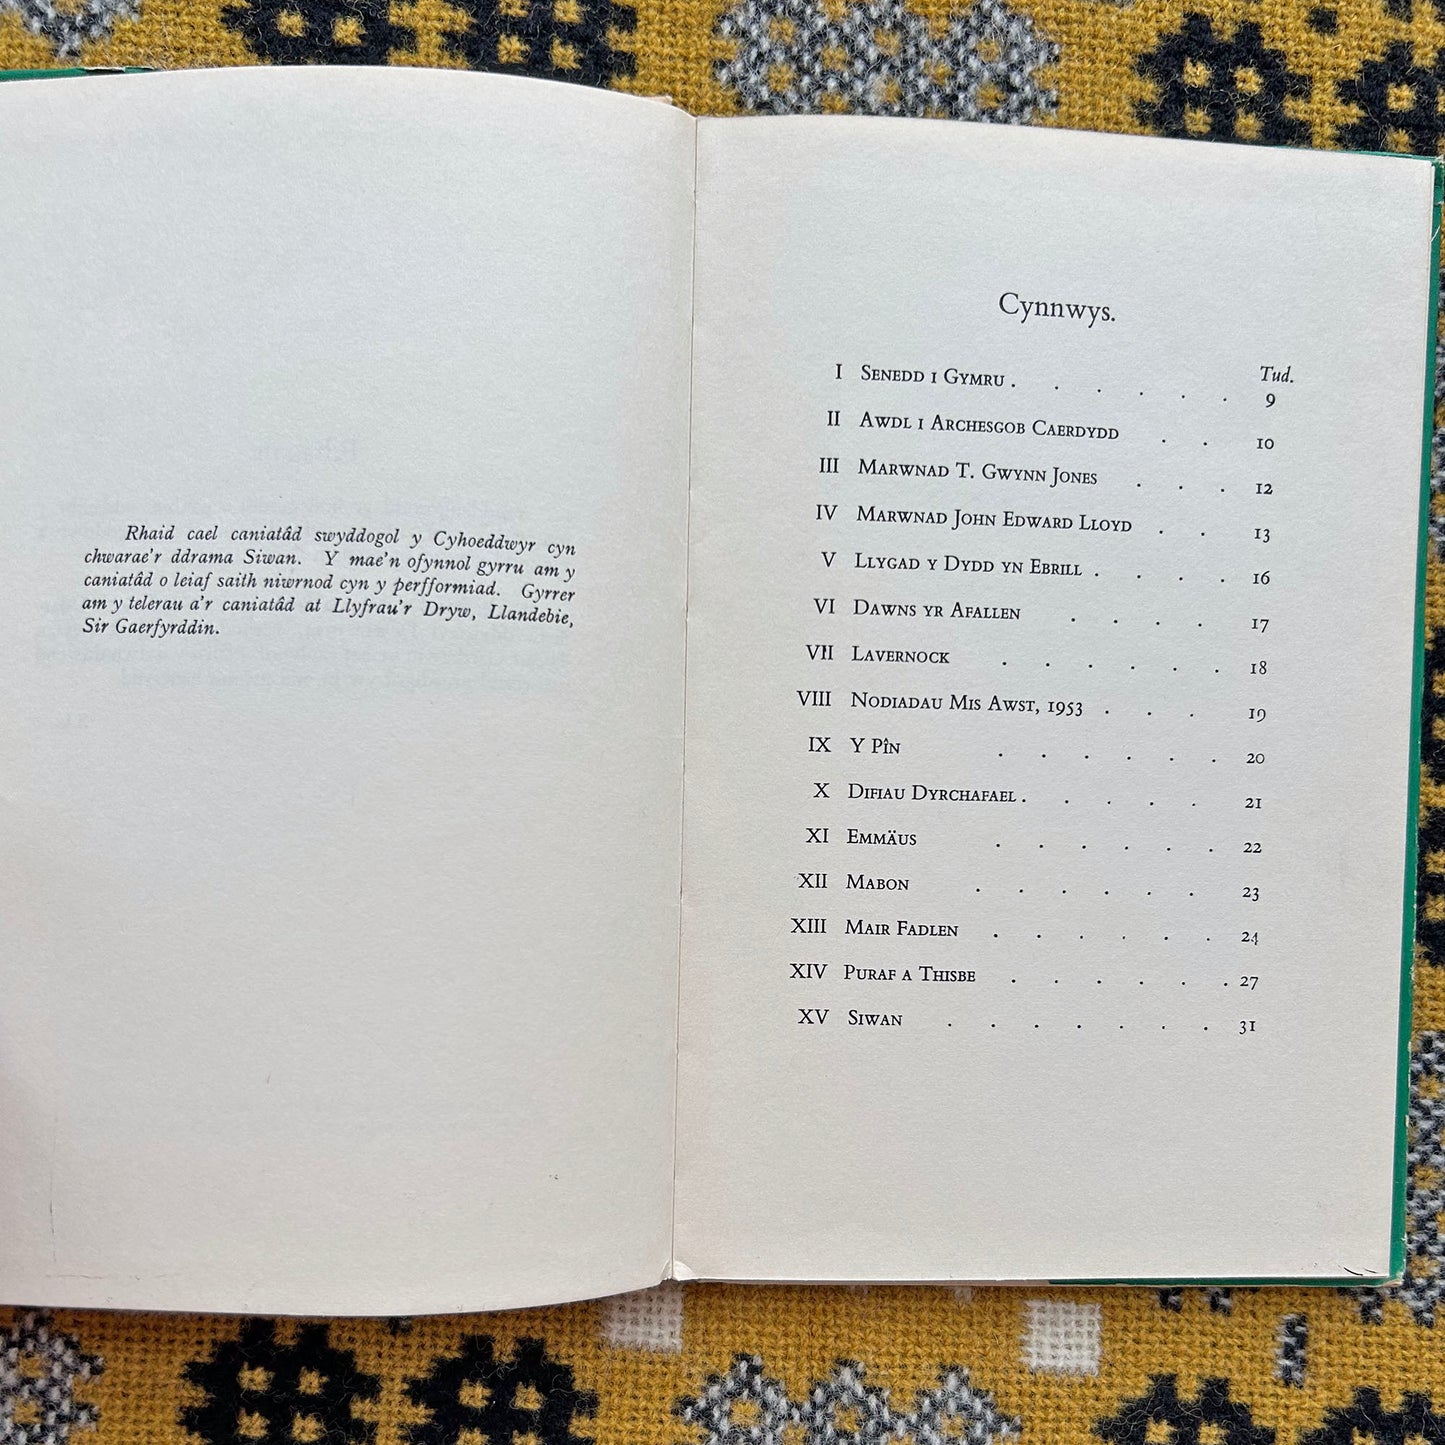 Rhaid cael caniatâd swyddogol y Cyhoeddwyr cyn
chwarae'r ddrama Siwan. Y mae'n ofynnol gyrru am y
caniatâd o leiaf saith niwrnod cyn y perfformiad. Gyrrer
am y telerau a'r caniatâd at Llyfrau'r Dryw, Llandebie,
Sir Gaerfyrddin.
Cynnwys.
Tud.
I Senedd i Gymru . . . . . . 9
II Awdl i Archesgob Caerdydd . . 10
III Marwnad T. Gwynn Jones . . . 12
IV Marwnad John Edward Lloyd . . 13
V Llygad y Dydd yn Ebrill . . . . 16
VI Dawns yr Afallen . . . . 17
VII Lavernock . . . . . . 18
VIII Nodiadau Mis Awst, 1953 . . . 19
IX Y Pîn . . . . . . 20
X Difiau Dyrchafael . . . . . 21
XI Emmäus . . . . . . 22
XII Mabon . . . . . . 23
XIII Mair Fadlen . . . . . . 24
XIV Puraf a Thisbe . . . . . . 27
XV Siwan . . . . . . . 31